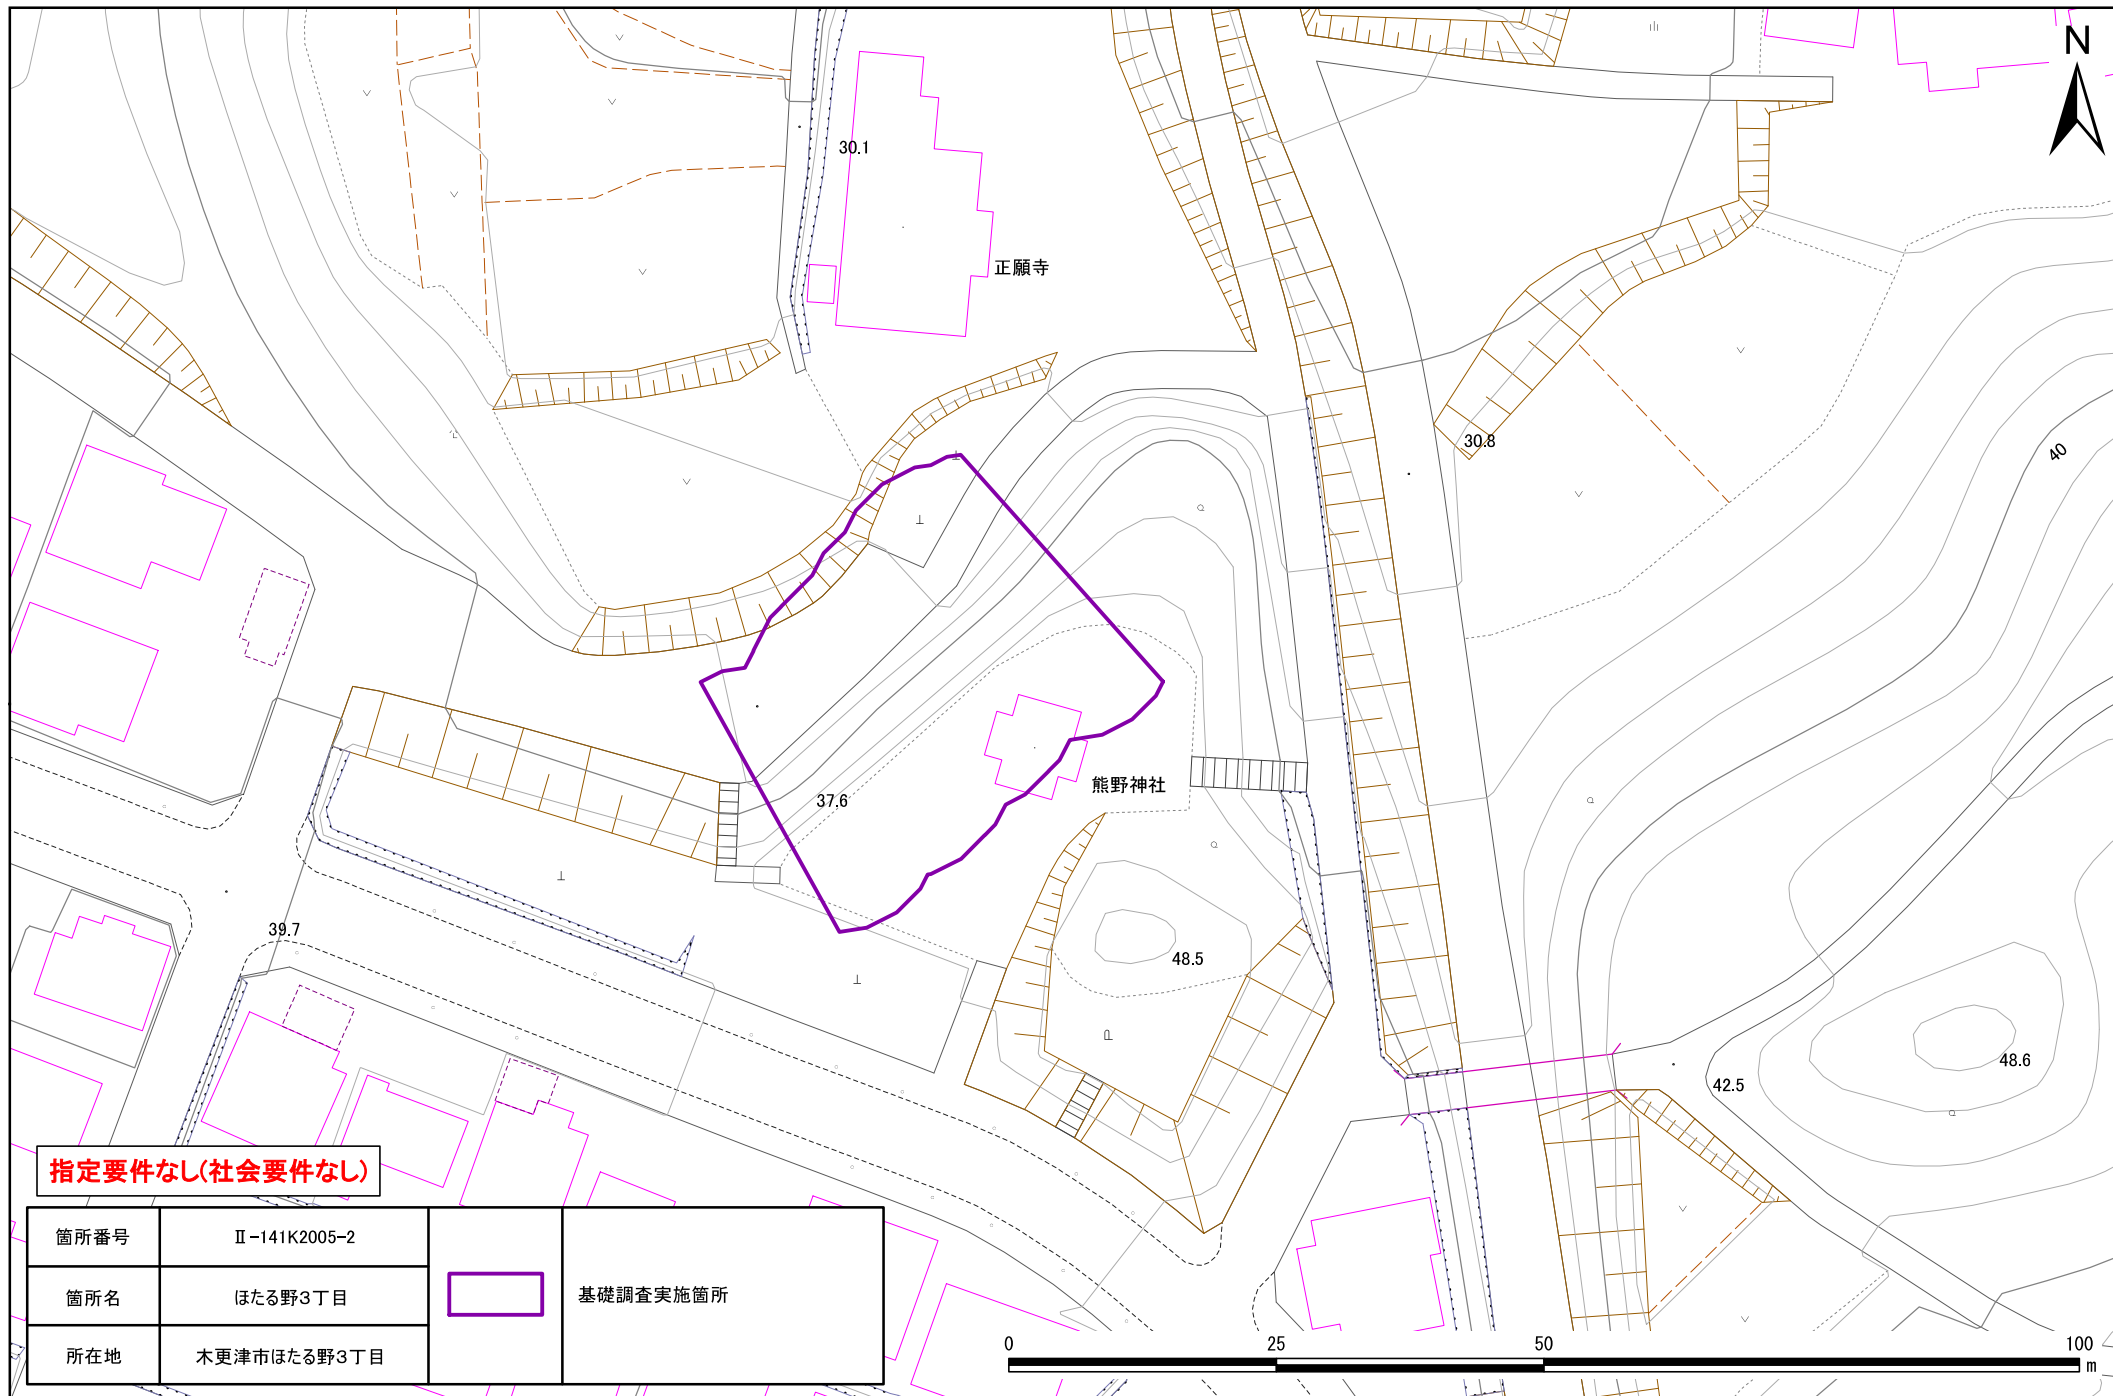 N
30.1
正願寺
30.8
40
37.6
熊野神社
39.7
48.5
48.6
42.5
指定要件なし(社会要件なし)
箇所番号 Ⅱ-141K2005-2
箇所名 ほたる野3丁目
所在地 木更津市ほたる野3丁目
基礎調査実施箇所
0 25 50 100
m